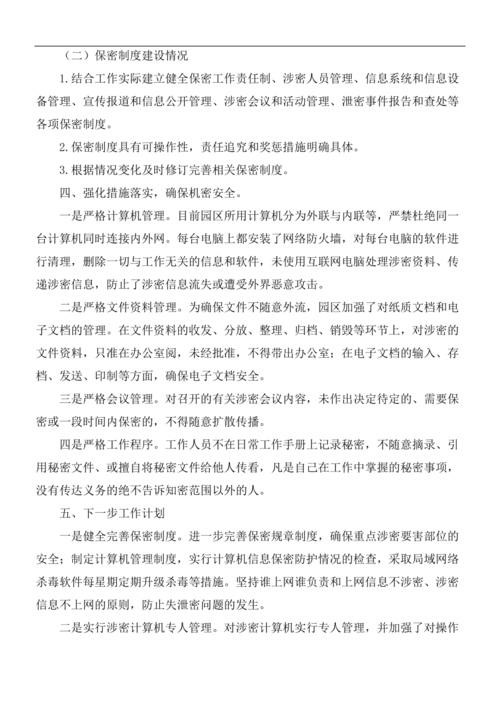 （二）保密制度建设情况
1.结合工作实际建立健全保密工作责任制、涉密人员管理、信息系统和信息设
备管理、宣传报道和信息公开管理、涉密会议和活动管理、泄密事件报告和查处等
各项保密制度。
2.保密制度具有可操作性，责任追究和奖惩措施明确具体。
3.根据情况变化及时修订完善相关保密制度。
四、强化措施落实，确保机密安全。
一是严格计算机管理。目前园区所用计算机分为外联与内联等，严禁杜绝同一
台计算机同时连接内外网。每台电脑上都安装了网络防火墙，对每台电脑的软件进
行清理，删除一切与工作无关的信息和软件，未使用互联网电脑处理涉密资料、传
递涉密信息，防止了涉密信息流失或遭受外界恶意攻击。
二是严格文件资料管理。为确保文件不随意外流，园区加强了对纸质文档和电
子文档的管理。在文件资料的收发、分放、整理、归档、销毁等环节上，对涉密的
文件资料，只准在办公室阅，未经批准，不得带出办公室；在电子文档的输入、存
档、发送、印制等方面，确保电子文档安全。
三是严格会议管理。对召开的有关涉密会议内容，未作出决定待定的、需要保
密或一段时间内保密的，不得随意扩散传播。
四是严格工作程序。工作人员不在日常工作手册上记录秘密，不随意摘录、引
用秘密文件、或擅自将秘密文件给他人传看，凡是自己在工作中掌握的秘密事项，
没有传达义务的绝不告诉知密范围以外的人。
五、下一步工作计划
一是健全完善保密制度。进一步完善保密规章制度，确保重点涉密要害部位的
安全；制定计算机管理制度，实行计算机信息保密防护情况的检查，采取局域网络
杀毒软件每星期定期升级杀毒等措施。坚持谁上网谁负责和上网信息不涉密、涉密
信息不上网的原则，防止失泄密问题的发生。
二是实行涉密计算机专人管理。对涉密计算机实行专人管理，并加强了对操作